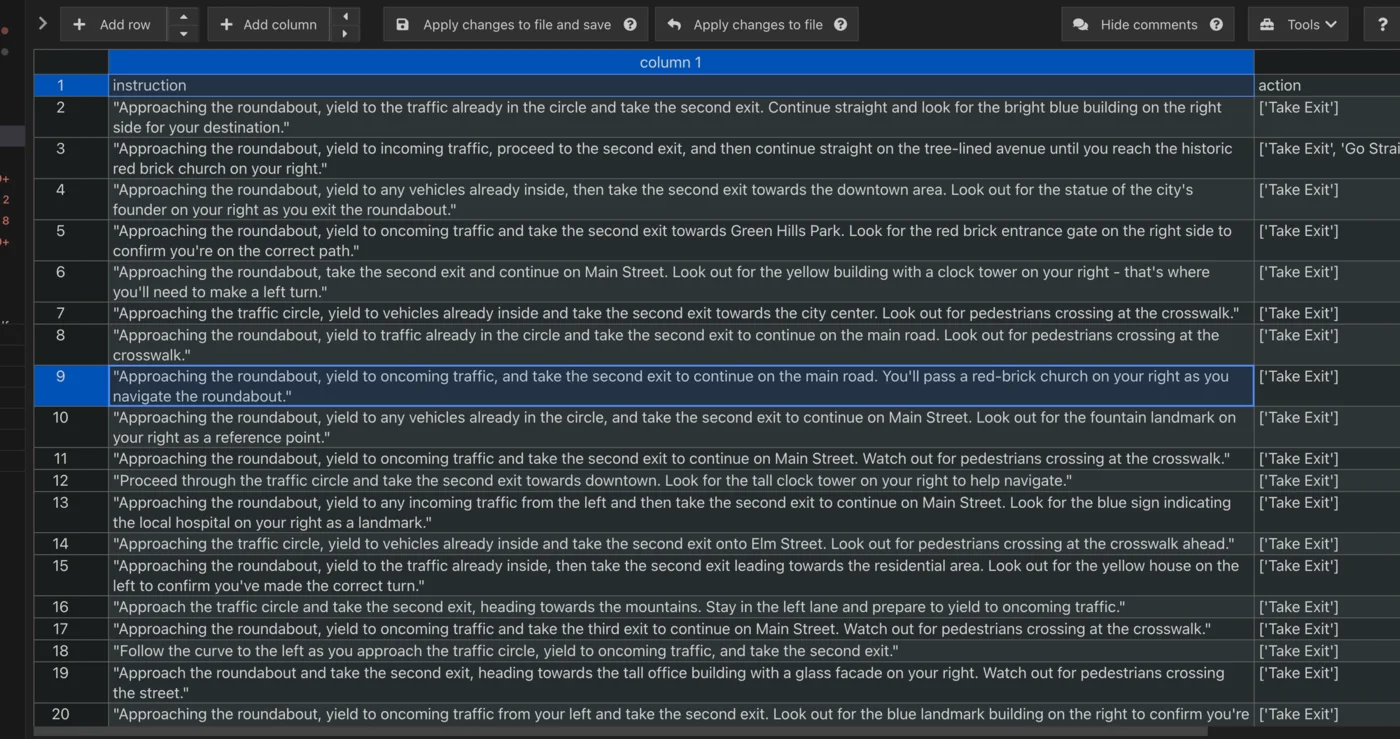 Add row
Add column
Apply changes to file and save
Apply changes to file
Hide comments
Tools
?
column 1
1 instruction action
2 "Approaching the roundabout, yield to the traffic already in the circle and take the second exit. Continue straight and look for the bright blue building on the right ['Take Exit']
side for your destination."
3 "Approaching the roundabout, yield to incoming traffic, proceed to the second exit, and then continue straight on the tree-lined avenue until you reach the historic ['Take Exit', 'Go Strai
red brick church on your right."
4 "Approaching the roundabout, yield to any vehicles already inside, then take the second exit towards the downtown area. Look out for the statue of the city's ['Take Exit']
founder on your right as you exit the roundabout."
5 "Approaching the roundabout, yield to oncoming traffic and take the second exit towards Green Hills Park. Look for the red brick entrance gate on the right side to ['Take Exit']
confirm you're on the correct path."
6 "Approaching the roundabout, take the second exit and continue on Main Street. Look out for the yellow building with a clock tower on your right - that's where ['Take Exit']
you'll need to make a left turn."
7 "Approaching the traffic circle, yield to vehicles already inside and take the second exit towards the city center. Look out for pedestrians crossing at the crosswalk." ['Take Exit']
8 "Approaching the roundabout, yield to traffic already in the circle and take the second exit to continue on the main road. Look out for pedestrians crossing at the ['Take Exit']
crosswalk."
9 "Approaching the roundabout, yield to oncoming traffic, and take the second exit to continue on the main road. You'll pass a red-brick church on your right as you ['Take Exit']
navigate the roundabout."
10 "Approaching the roundabout, yield to any vehicles already in the circle, and take the second exit to continue on Main Street. Look out for the fountain landmark on ['Take Exit']
your right as a reference point."
11 "Approaching the roundabout, yield to oncoming traffic and take the second exit to continue on Main Street. Watch out for pedestrians crossing at the crosswalk." ['Take Exit']
12 "Proceed through the traffic circle and take the second exit towards downtown. Look for the tall clock tower on your right to help navigate." ['Take Exit']
13 "Approaching the roundabout, yield to any incoming traffic from the left and then take the second exit to continue on Main Street. Look for the blue sign indicating ['Take Exit']
the local hospital on your right as a landmark."
14 "Approaching the traffic circle, yield to vehicles already inside and take the second exit onto Elm Street. Look out for pedestrians crossing at the crosswalk ahead." ['Take Exit']
15 "Approaching the roundabout, yield to the traffic already inside, then take the second exit leading towards the residential area. Look out for the yellow house on the ['Take Exit']
left to confirm you've made the correct turn."
16 "Approach the traffic circle and take the second exit, heading towards the mountains. Stay in the left lane and prepare to yield to oncoming traffic." ['Take Exit']
17 "Approaching the roundabout, yield to oncoming traffic and take the third exit to continue on Main Street. Watch out for pedestrians crossing at the crosswalk." ['Take Exit']
18 "Follow the curve to the left as you approach the traffic circle, yield to oncoming traffic, and take the second exit." ['Take Exit']
19 "Approach the roundabout and take the second exit, heading towards the tall office building with a glass facade on your right. Watch out for pedestrians crossing ['Take Exit']
the street."
20 "Approaching the roundabout, yield to oncoming traffic from your left and take the second exit. Look out for the blue landmark building on the right to confirm you're ['Take Exit']